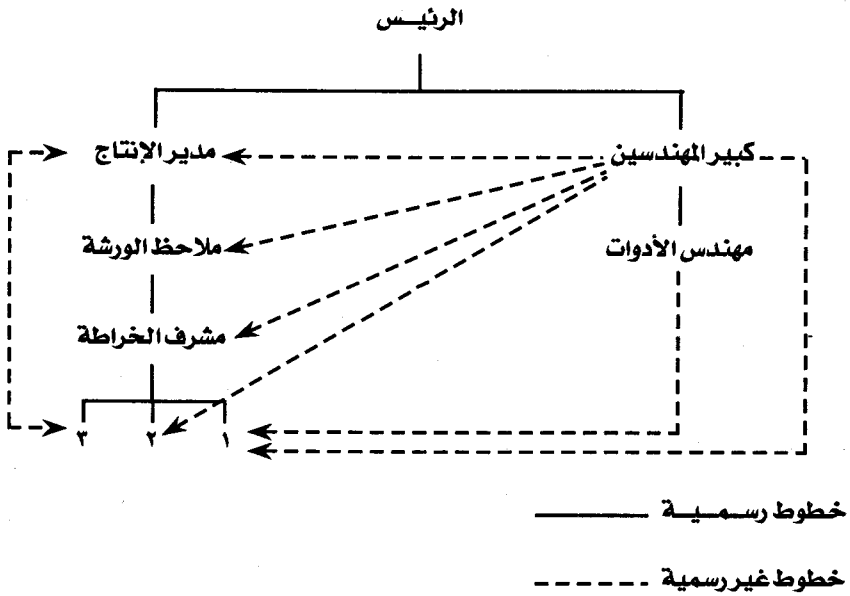 الرئيس
كبير المهندسين
مدير الإنتاج
مهندس الأدوات
ملاحظ الورشة
مشرف الخراطة
١
٢
٣
خطوط رسمية
خطوط غير رسمية